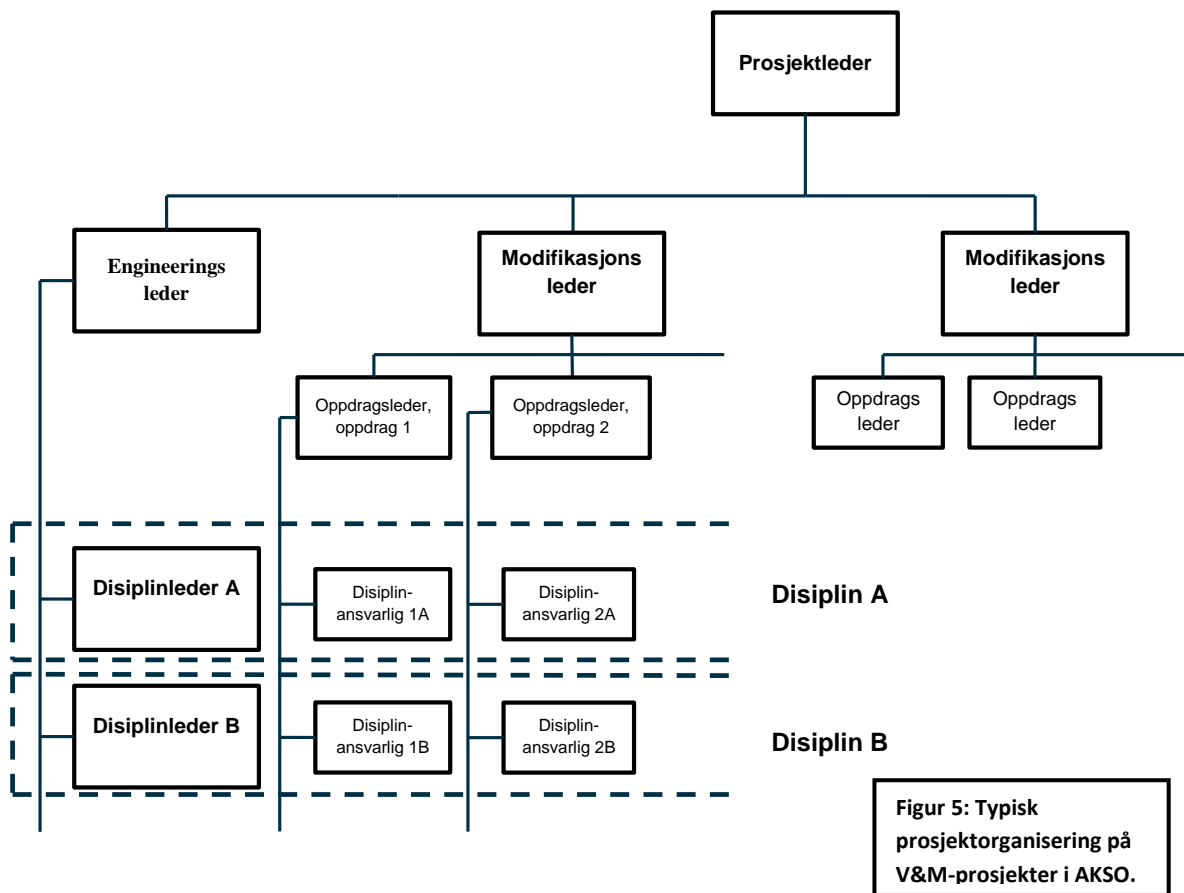 Prosjektleder
Engineerings
leder
Modifikasjons
leder
Modifikasjons
leder
Oppdragsleder,
oppdrag 1
Oppdragsleder,
oppdrag 2
Oppdrags
leder
Oppdrags
leder
Disiplinleder A
Disiplin-
ansvarlig 1A
Disiplin-
ansvarlig 2A
Disiplin A
Disiplinleder B
Disiplin-
ansvarlig 1B
Disiplin-
ansvarlig 2B
Disiplin B
Figur 5: Typisk
prosjektorganisering på
V&M-prosjekter i AKSO.